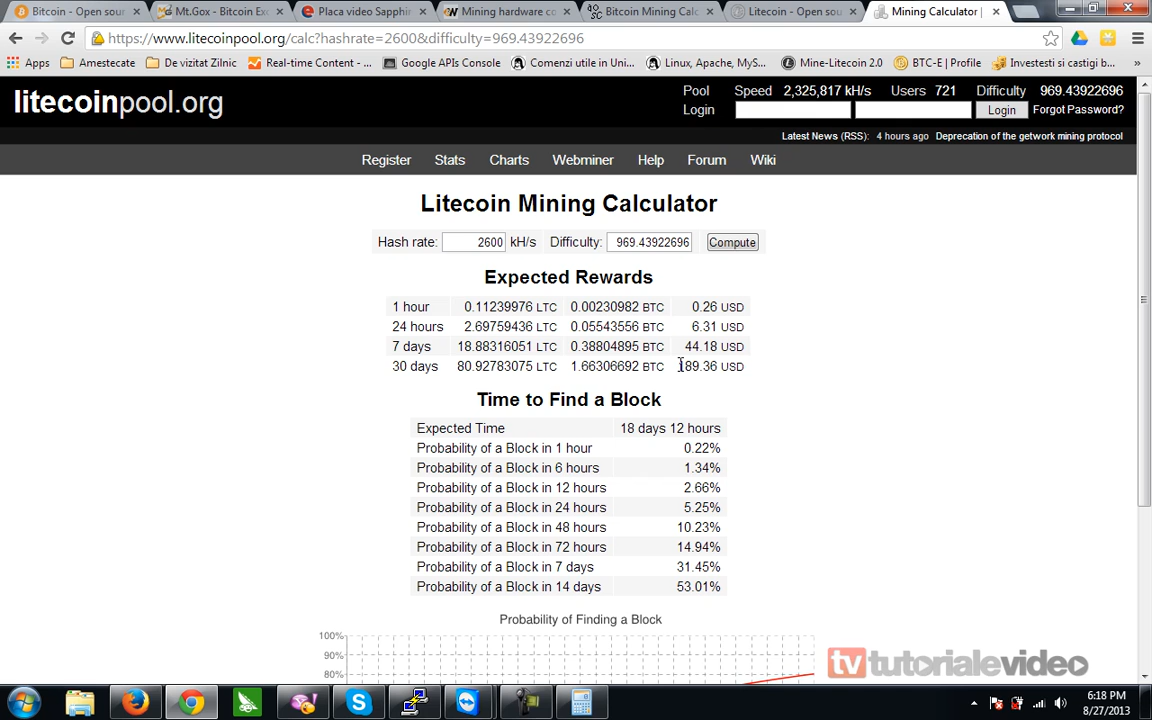 Bitcoin - Open sour
Mt.Gox - Bitcoin Exc
Placa video Sapphir
Mining hardware co
Bitcoin Mining Calc
Litecoin - Open sou
Mining Calculator |
https://www.litecoinpool.org/calc?hashrate=2600&difficulty=969.43922696
Apps Amestecate De vizitat Zilnic Real-time Content - ... Google APIs Console Comenzi utile in Uni... Linux, Apache, MyS... Mine-Litecoin 2.0 BTC-E | Profile Investesti si castigi b... »
litecoinpool.org
Pool Speed 2,325,817 kH/s Users 721 Difficulty 969.43922696
Login Login Forgot Password?
Latest News (RSS): 4 hours ago Deprecation of the getwork mining protocol
Register Stats Charts Webminer Help Forum Wiki
Litecoin Mining Calculator
Hash rate: 2600 kH/s Difficulty: 969.43922696 Compute
Expected Rewards
1 hour 0.11239976 LTC 0.00230982 BTC 0.26 USD
24 hours 2.69759436 LTC 0.05543556 BTC 6.31 USD
7 days 18.88316051 LTC 0.38804895 BTC 44.18 USD
30 days 80.92783075 LTC 1.66306692 BTC 189.36 USD
Time to Find a Block
Expected Time 18 days 12 hours
Probability of a Block in 1 hour 0.22%
Probability of a Block in 6 hours 1.34%
Probability of a Block in 12 hours 2.66%
Probability of a Block in 24 hours 5.25%
Probability of a Block in 48 hours 10.23%
Probability of a Block in 72 hours 14.94%
Probability of a Block in 7 days 31.45%
Probability of a Block in 14 days 53.01%
Probability of Finding a Block
100%
90%
80%
tv tutorialevideo
6:18 PM
8/27/2013